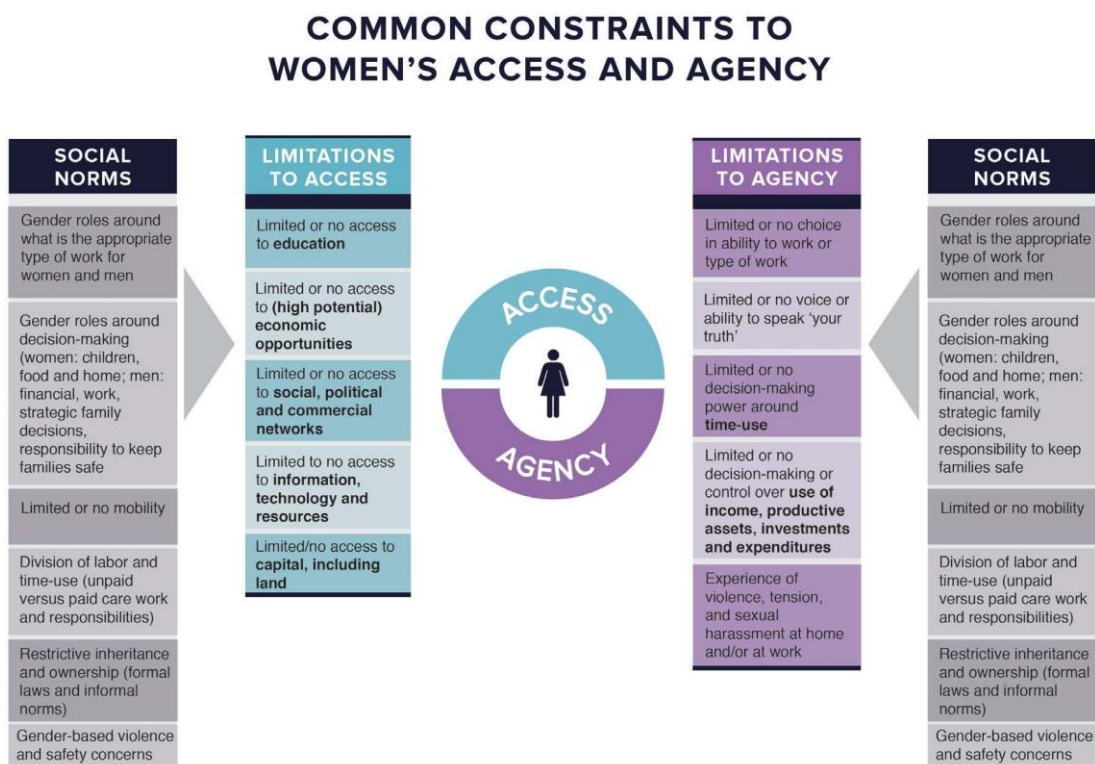 COMMON CONSTRAINTS TO
WOMEN'S ACCESS AND AGENCY
SOCIAL
NORMS
Gender roles around
what is the appropriate
type of work for
women and men
Gender roles around
decision-making
(women: children,
food and home; men:
financial, work,
strategic family
decisions,
responsibility to keep
families safe
Limited or no mobility
Division of labor and
time-use (unpaid
versus paid care work
and responsibilities)
Restrictive inheritance
and ownership (formal
laws and informal
norms)
Gender-based violence
and safety concerns
LIMITATIONS
TO ACCESS
Limited or no access
to education
Limited or no access
to (high potential)
economic
opportunities
Limited or no access
to social, political
and commercial
networks
Limited to no access
to information,
technology and
resources
Limited/no access to
capital, including
land
ACCESS
AGENCY
LIMITATIONS
TO AGENCY
Limited or no choice
in ability to work or
type of work
Limited or no voice or
ability to speak 'your
truth'
Limited or no
decision-making
power around
time-use
Limited or no
decision-making or
control over use of
income, productive
assets, investments
and expenditures
Experience of
violence, tension,
and sexual
harassment at home
and/or at work
SOCIAL
NORMS
Gender roles around
what is the appropriate
type of work for
women and men
Gender roles around
decision-making
(women: children,
food and home; men:
financial, work,
strategic family
decisions,
responsibility to keep
families safe
Limited or no mobility
Division of labor and
time-use (unpaid
versus paid care work
and responsibilities)
Restrictive inheritance
and ownership (formal
laws and informal
norms)
Gender-based violence
and safety concerns